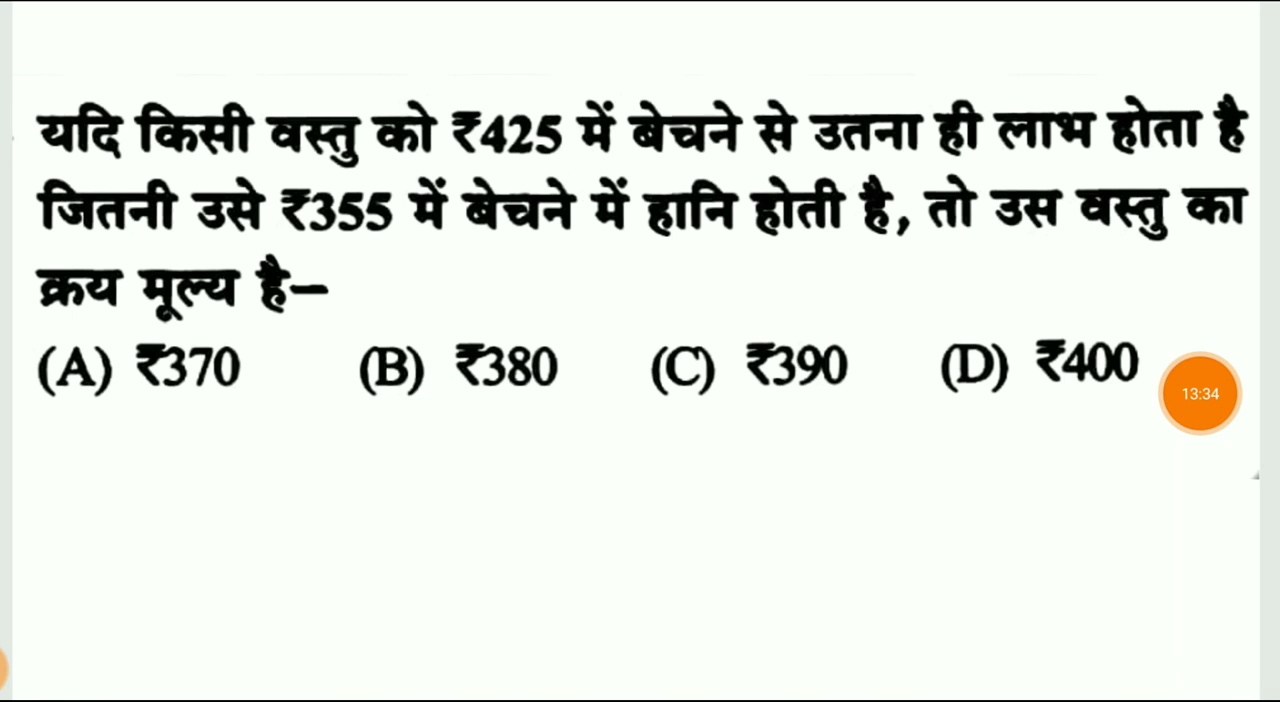 यदि किसी वस्तु को ₹425 में बेचने से उतना ही लाभ होता है
जितनी उसे ₹355 में बेचने में हानि होती है, तो उस वस्तु का
क्रय मूल्य है—
(A) ₹370 (B) ₹380 (C) ₹390 (D) ₹400
13:34